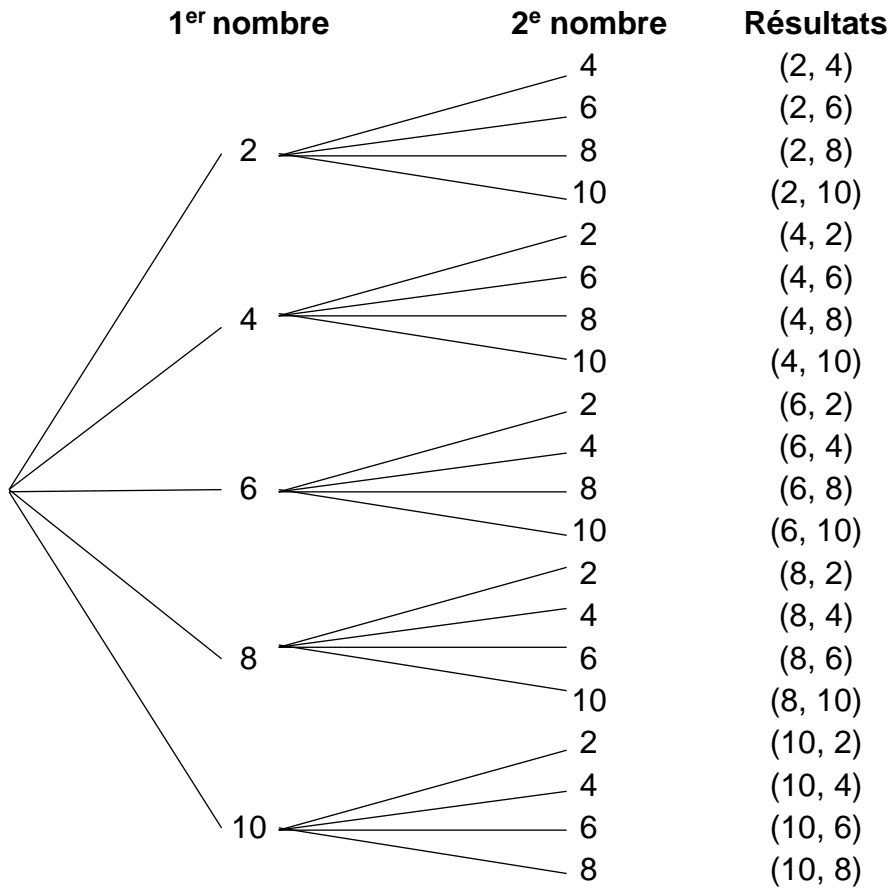 1er nombre 2e nombre Résultats
4 (2, 4)
6 (2, 6)
2 8 (2, 8)
10 (2, 10)
2 (4, 2)
6 (4, 6)
4 8 (4, 8)
10 (4, 10)
2 (6, 2)
4 (6, 4)
6 8 (6, 8)
10 (6, 10)
2 (8, 2)
4 (8, 4)
8 6 (8, 6)
10 (8, 10)
2 (10, 2)
4 (10, 4)
10 6 (10, 6)
8 (10, 8)